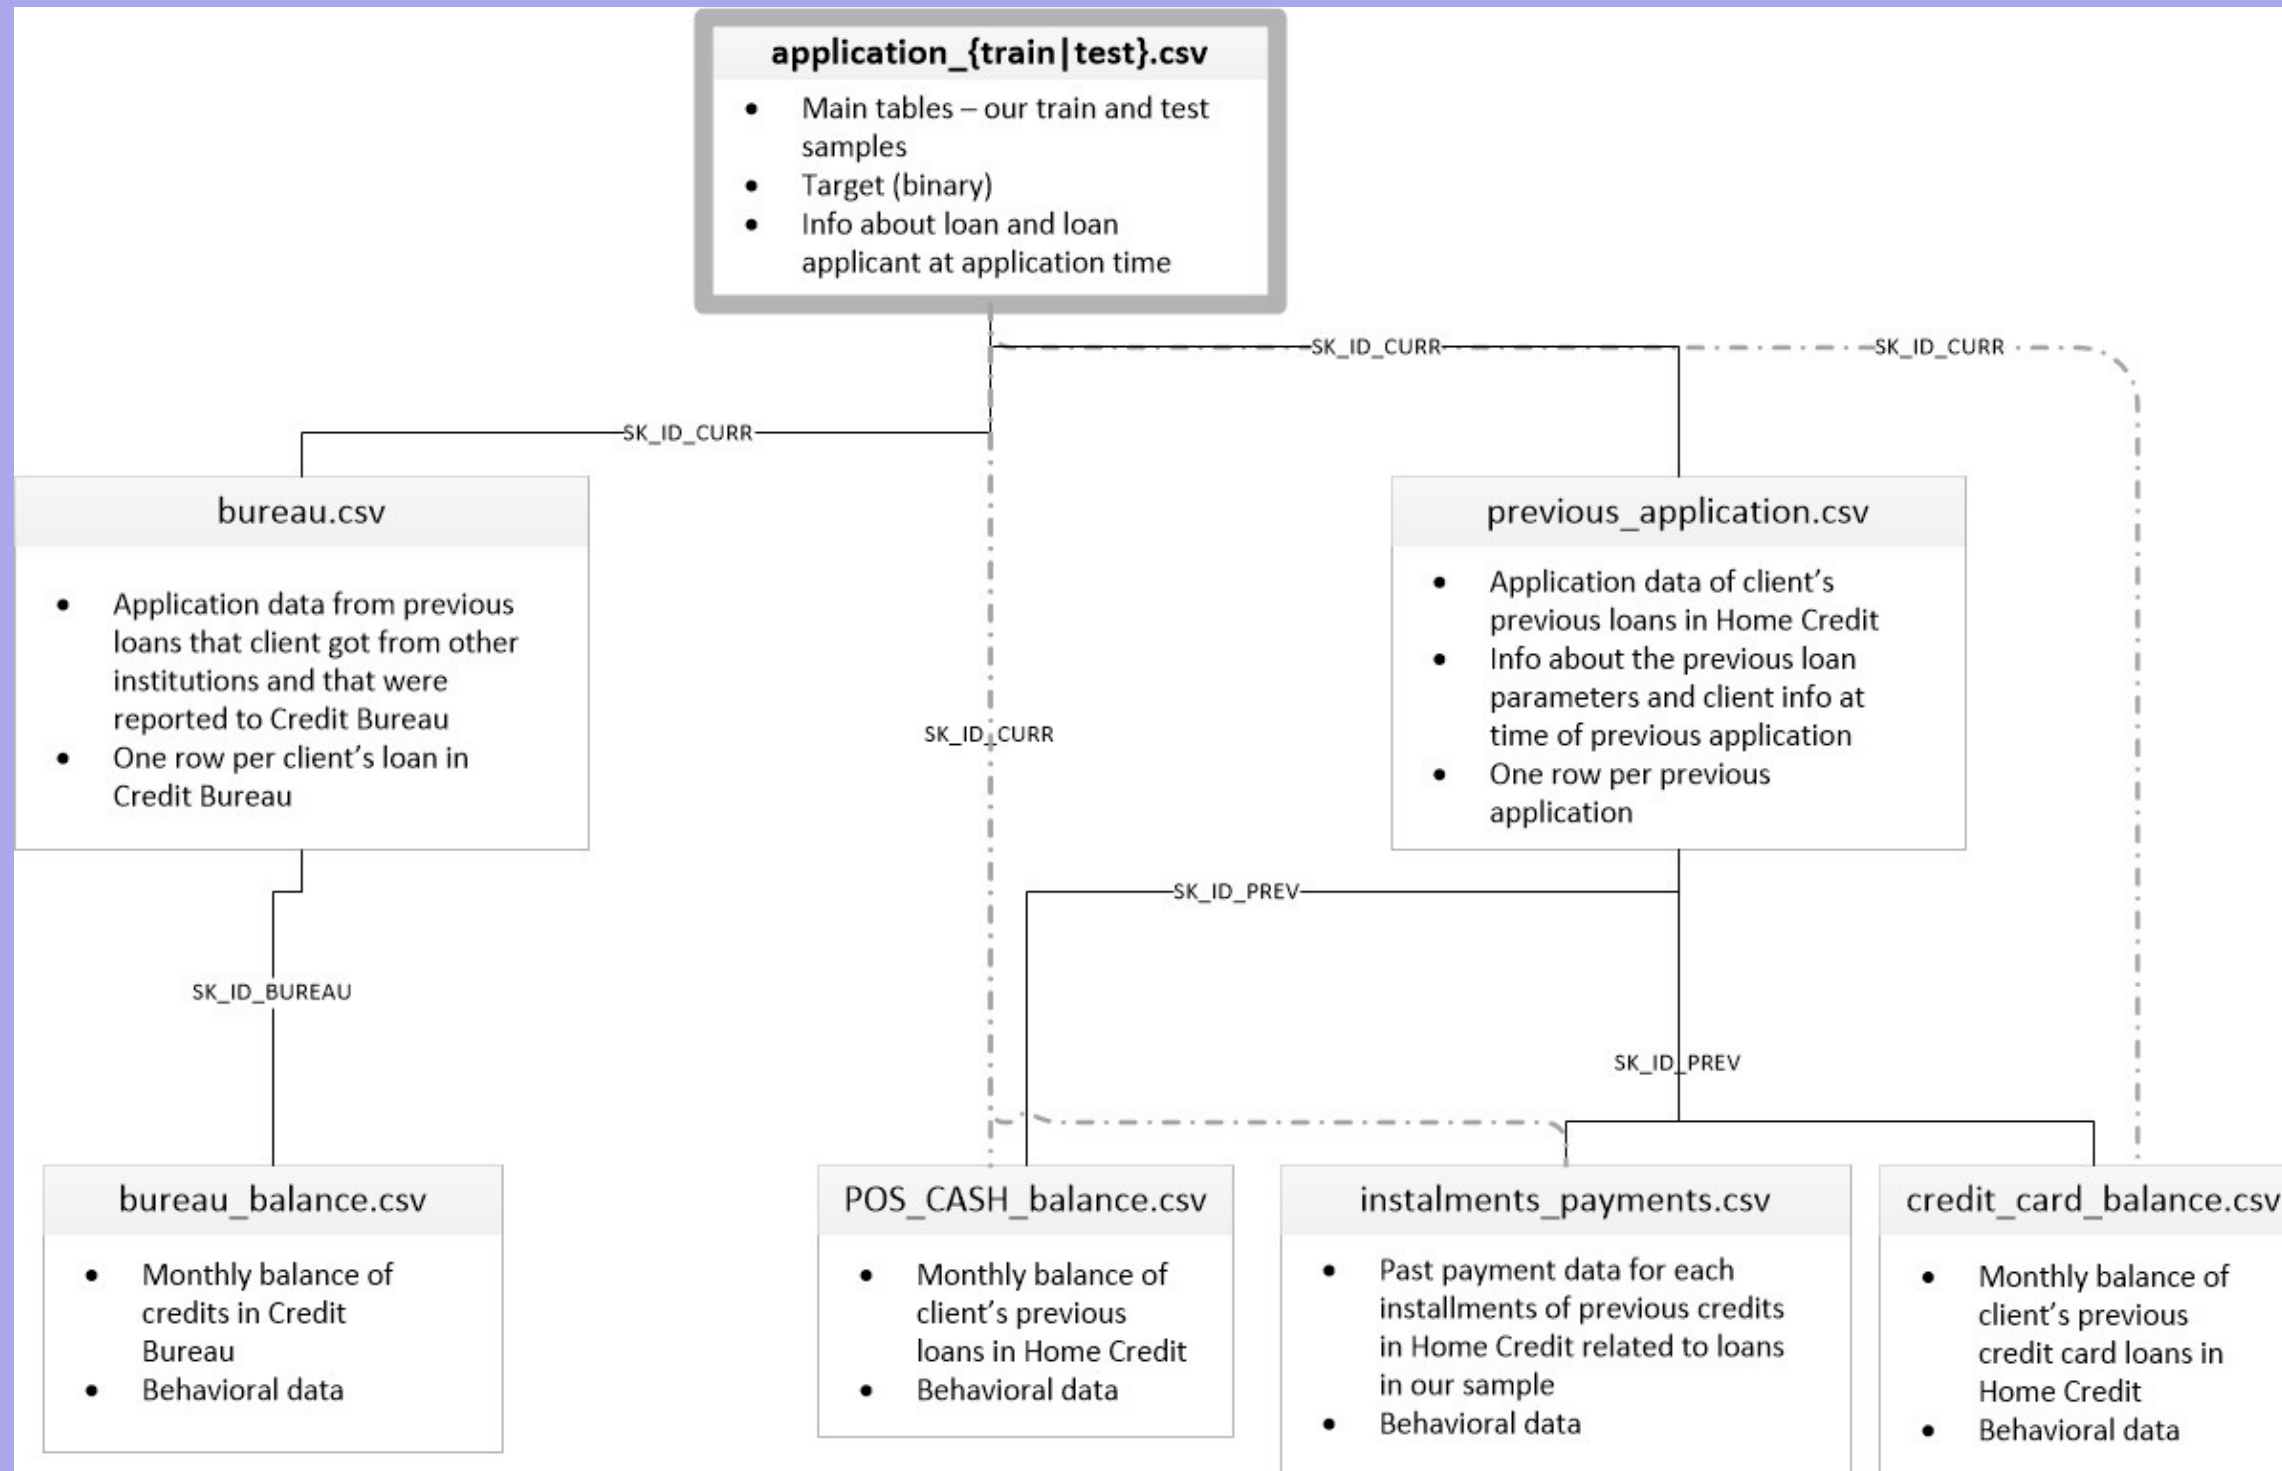 application_{train|test}.csv
• Main tables – our train and test
samples
• Target (binary)
• Info about loan and loan
applicant at application time
SK_ID_CURR
SK_ID_CURR
SK_ID_CURR
bureau.csv
• Application data from previous
loans that client got from other
institutions and that were
reported to Credit Bureau
• One row per client's loan in
Credit Bureau
previous_application.csv
• Application data of client's
previous loans in Home Credit
• Info about the previous loan
parameters and client info at
time of previous application
• One row per previous
application
SK_ID_CURR
SK_ID_PREV
SK_ID_BUREAU
SK_ID_PREV
bureau_balance.csv
• Monthly balance of
credits in Credit
Bureau
• Behavioral data
POS_CASH_balance.csv
• Monthly balance of
client's previous
loans in Home Credit
• Behavioral data
instalments_payments.csv
• Past payment data for each
installments of previous credits
in Home Credit related to loans
in our sample
• Behavioral data
credit_card_balance.csv
• Monthly balance of
client's previous
credit card loans in
Home Credit
• Behavioral data